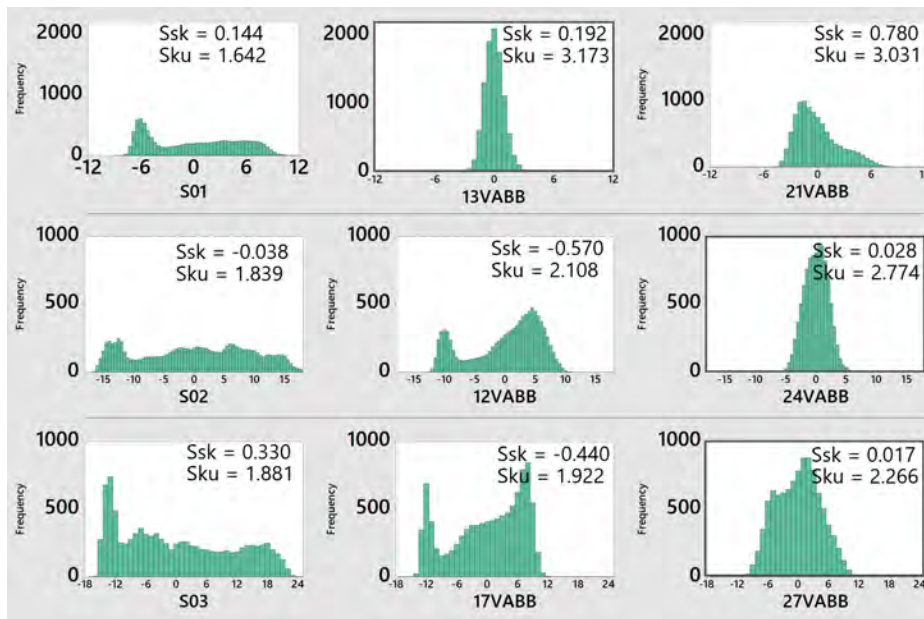 2000
1000
0
Frequency
Ssk = 0.144
Sku = 1.642
-12 -6 0 6 12
S01
2000
1000
0
Frequency
Ssk = 0.192
Sku = 3.173
-12 -6 0 6 12
13VABB
2000
1000
0
Frequency
Ssk = 0.780
Sku = 3.031
-12 -6 0 6 1
21VABB
1000
500
0
Frequency
Ssk = -0.038
Sku = 1.839
-15 -10 -5 0 5 10 15
S02
1000
500
0
Frequency
Ssk = -0.570
Sku = 2.108
-15 -10 -5 0 5 10 15
12VABB
1000
500
0
Frequency
Ssk = 0.028
Sku = 2.774
-15 -10 -5 0 5 10 15
24VABB
1000
500
0
Frequency
Ssk = 0.330
Sku = 1.881
-18 -12 -6 0 6 12 18 24
S03
1000
500
0
Frequency
Ssk = -0.440
Sku = 1.922
-18 -12 -6 0 6 12 18 24
17VABB
1000
500
0
Frequency
Ssk = 0.017
Sku = 2.266
-18 -12 -6 0 6 12 18 24
27VABB